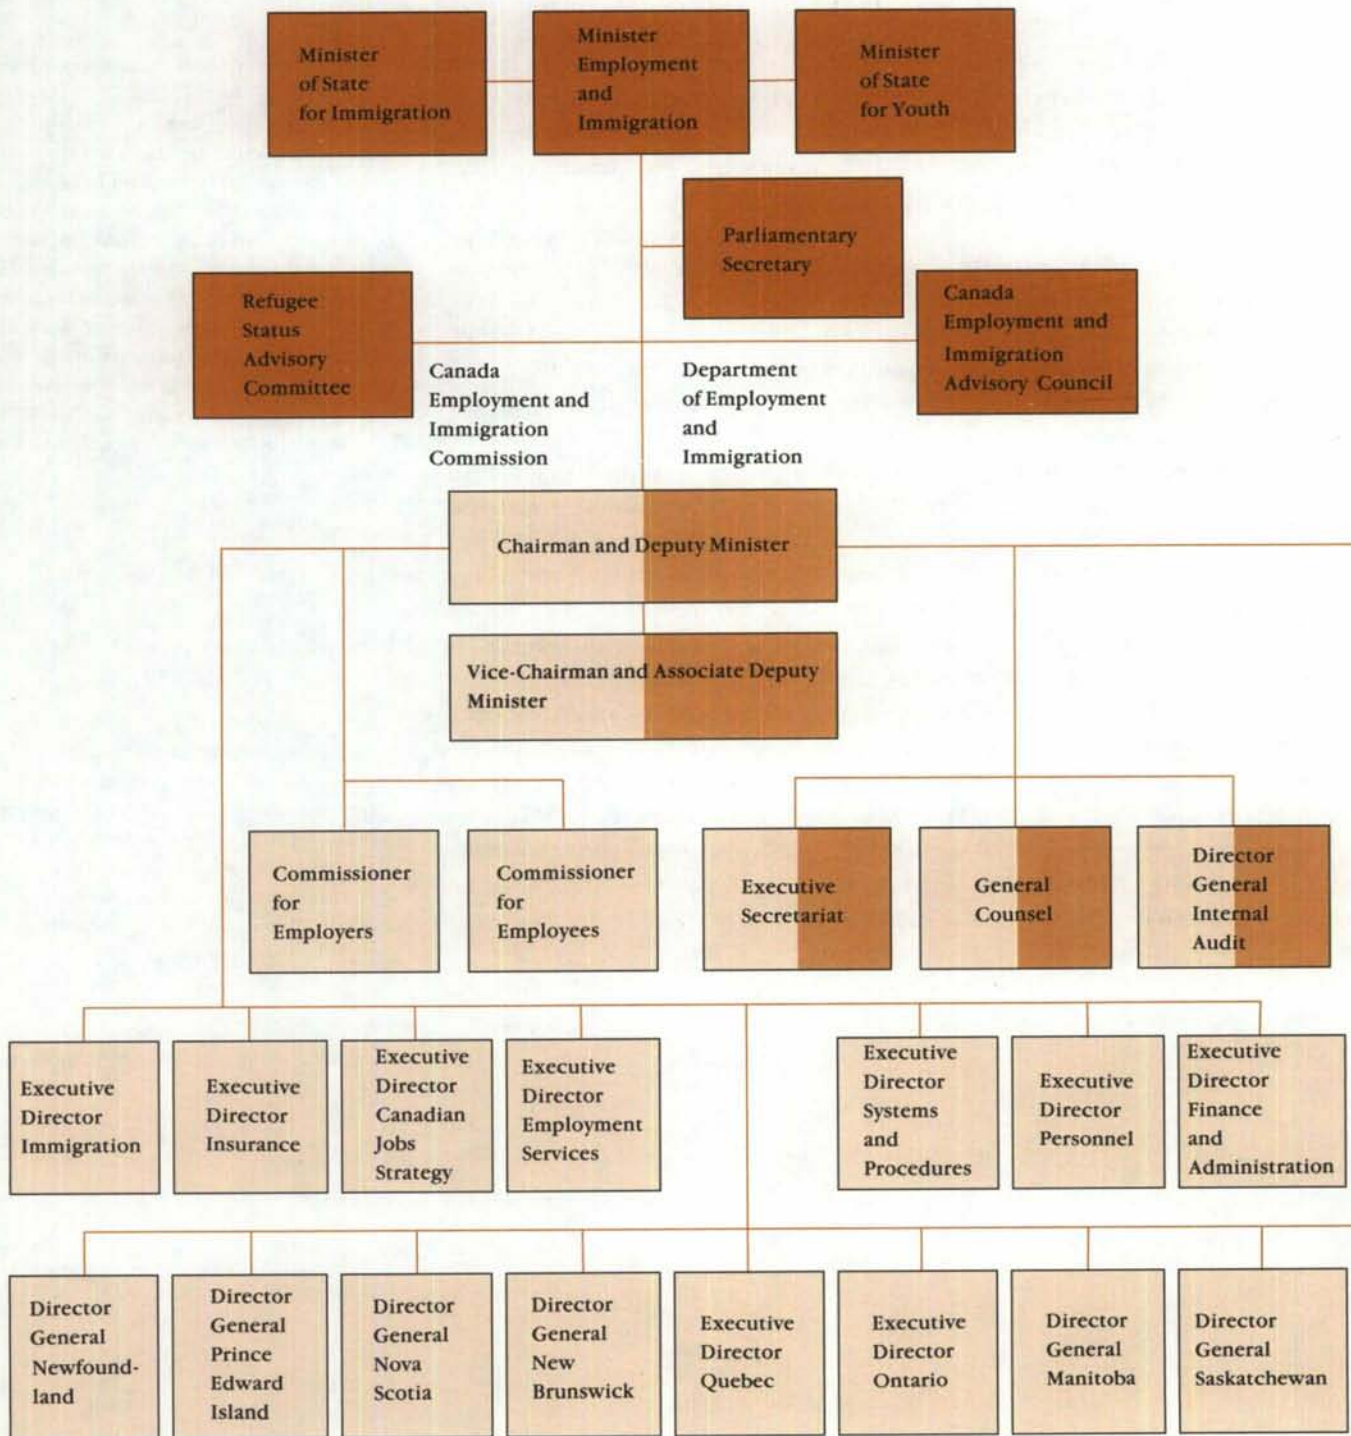 Minister
of State
for Immigration
Minister
Employment
and
Immigration
Minister
of State
for Youth
Parliamentary
Secretary
Refugee
Status
Advisory
Committee
Canada
Employment and
Immigration
Advisory Council
Canada
Employment and
Immigration
Commission
Department
of Employment
and
Immigration
Chairman and Deputy Minister
Vice-Chairman and Associate Deputy
Minister
Commissioner
for
Employers
Commissioner
for
Employees
Executive
Secretariat
General
Counsel
Director
General
Internal
Audit
Executive
Director
Immigration
Executive
Director
Insurance
Executive
Director
Canadian
Jobs
Strategy
Executive
Director
Employment
Services
Executive
Director
Systems
and
Procedures
Executive
Director
Personnel
Executive
Director
Finance
and
Administration
Director
General
Newfound-
land
Director
General
Prince
Edward
Island
Director
General
Nova
Scotia
Director
General
New
Brunswick
Executive
Director
Quebec
Executive
Director
Ontario
Director
General
Manitoba
Director
General
Saskatchewan